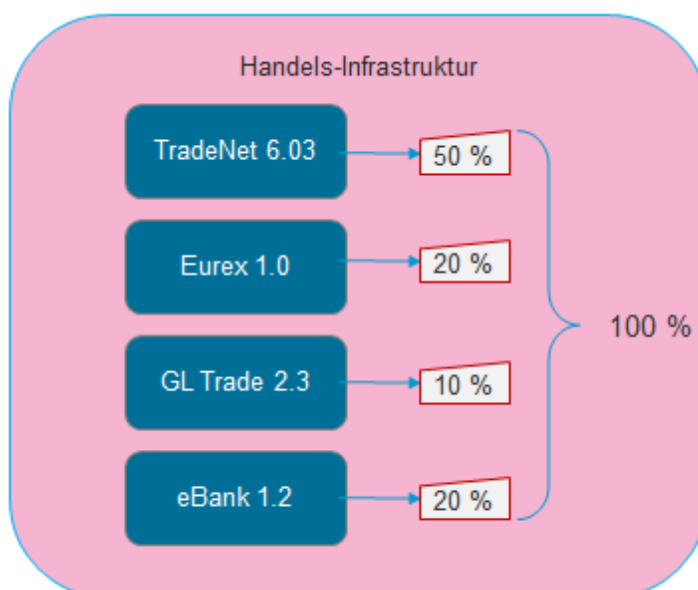 Handels-Infrastruktur
TradeNet 6.03
50 %
Eurex 1.0
20 %
100 %
GL Trade 2.3
10 %
eBank 1.2
20 %